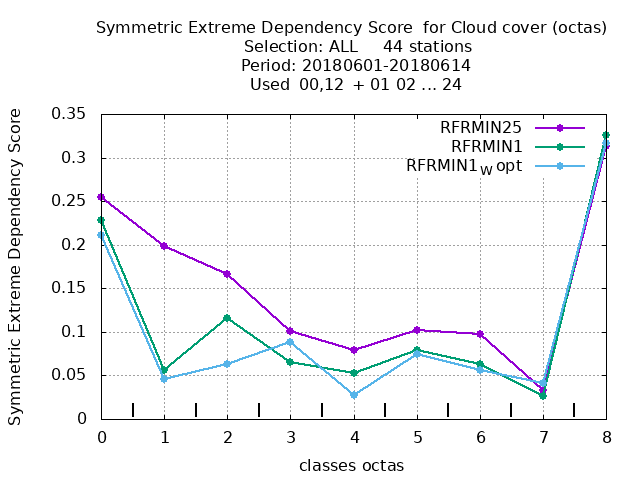 Symmetric Extreme Dependency Score for Cloud cover (octas)
Selection: ALL 44 stations
Period: 20180601-20180614
Used 00,12 + 01 02 ... 24
Symmetric Extreme Dependency Score
0.35
0.3
0.25
0.2
0.15
0.1
0.05
0
RFRMIN25
RFRMIN1
RFRMIN1w opt
0 1 2 3 4 5 6 7 8
classes octas